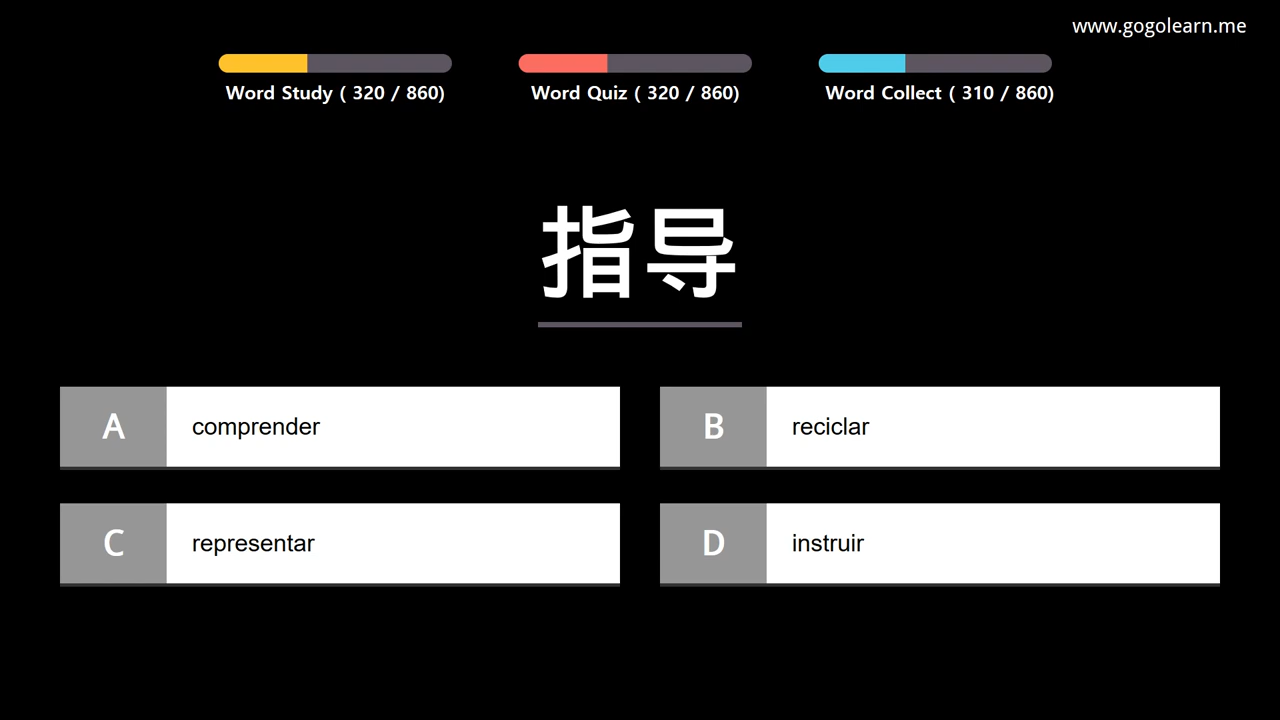 www.gogolearn.me
Word Study ( 320 / 860)
Word Quiz ( 320 / 860)
Word Collect ( 310 / 860)
指导
A comprender
B reciclar
C representar
D instruir